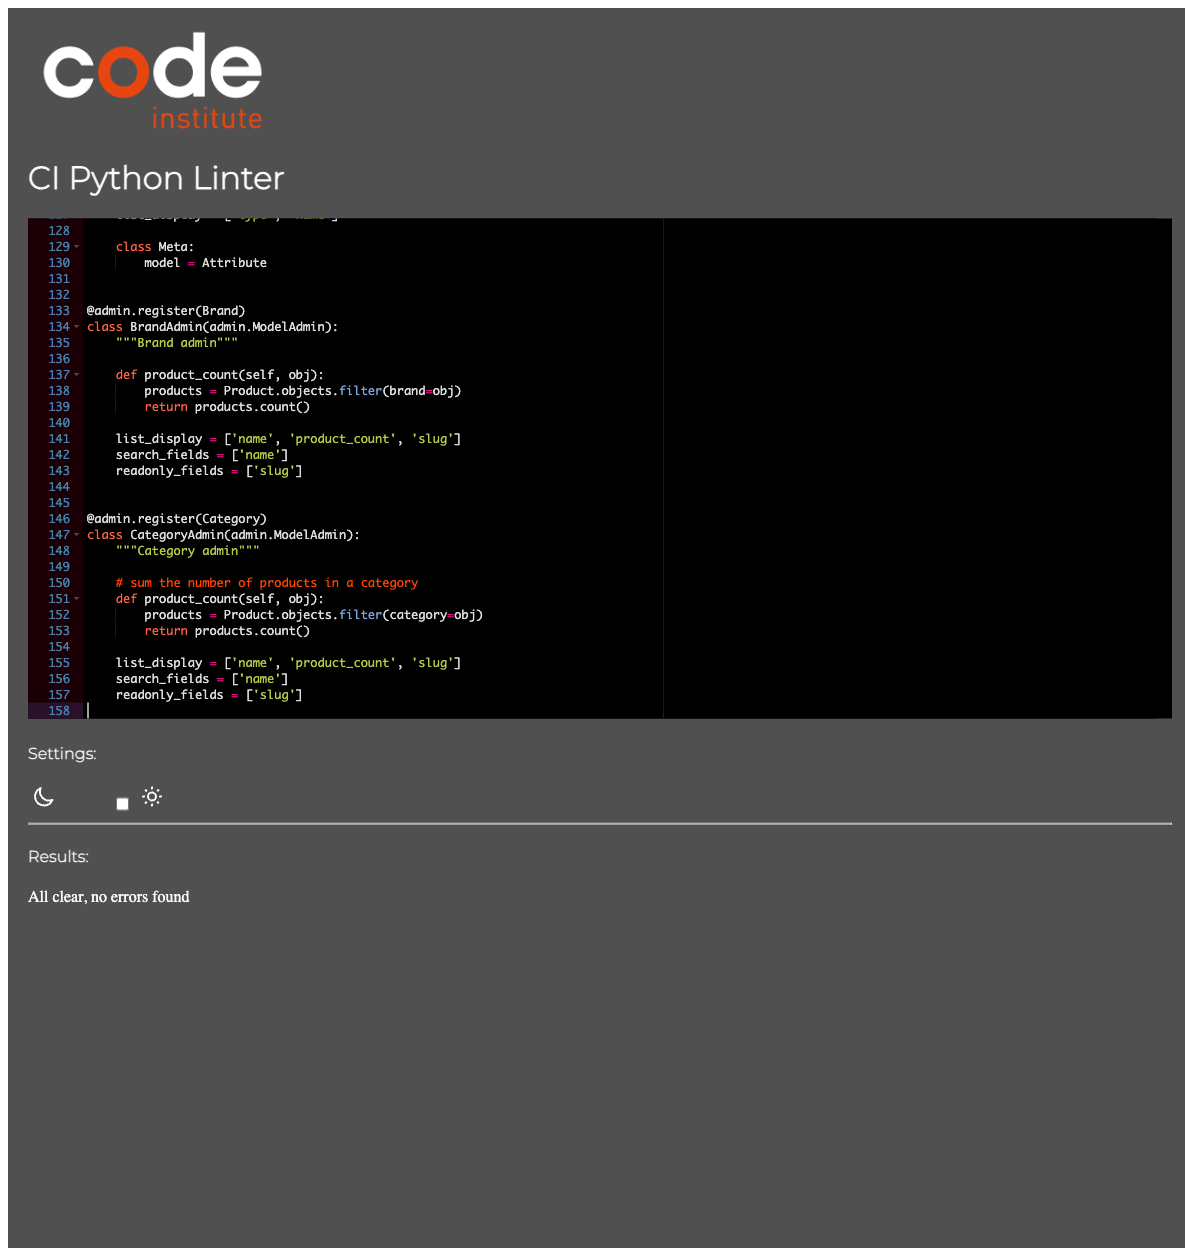 code
institute
CI Python Linter
127 list_display = ['type', 'name']
128
129 class Meta:
130 model = Attribute
131
132
133 @admin.register(Brand)
134 class BrandAdmin(admin.ModelAdmin):
135 """Brand admin"""
136
137 def product_count(self, obj):
138 products = Product.objects.filter(brand=obj)
139 return products.count()
140
141 list_display = ['name', 'product_count', 'slug']
142 search_fields = ['name']
143 readonly_fields = ['slug']
144
145
146 @admin.register(Category)
147 class CategoryAdmin(admin.ModelAdmin):
148 """Category admin"""
149
150 # sum the number of products in a category
151 def product_count(self, obj):
152 products = Product.objects.filter(category=obj)
153 return products.count()
154
155 list_display = ['name', 'product_count', 'slug']
156 search_fields = ['name']
157 readonly_fields = ['slug']
158
Settings:
Results:
All clear, no errors found